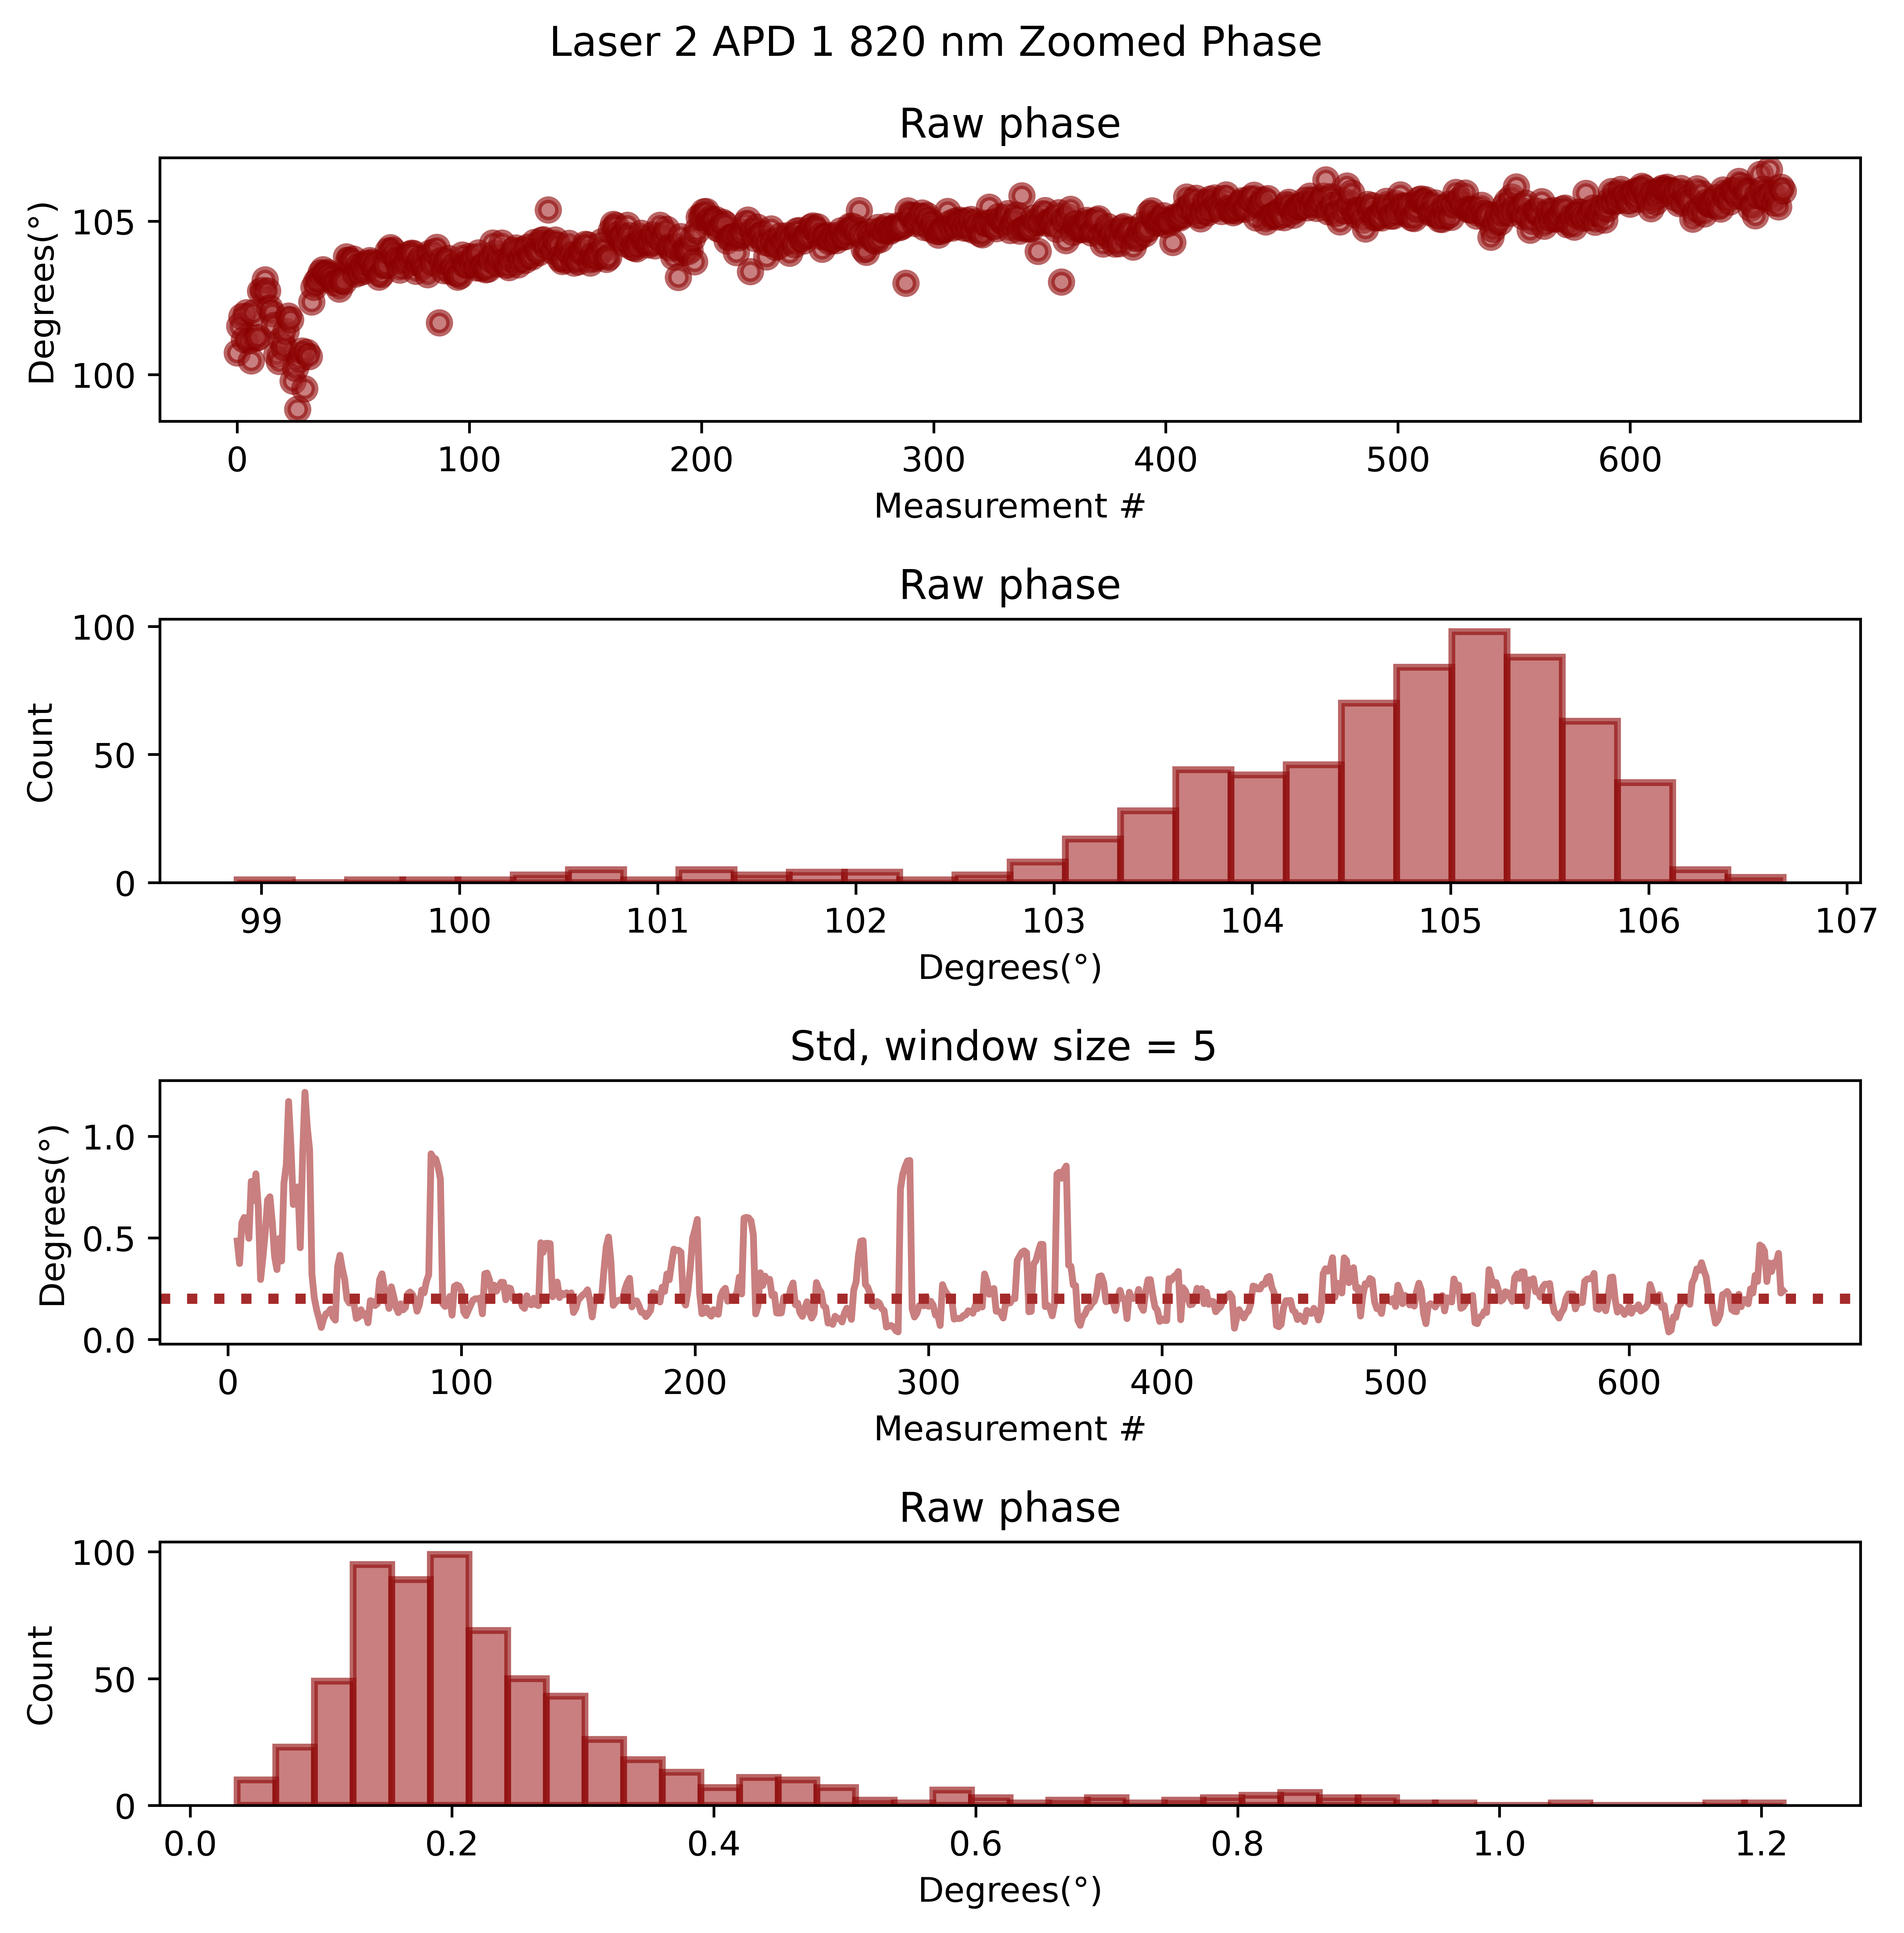 Laser 2 APD 1 820 nm Zoomed Phase
Raw phase
Degrees(°)
105
100
0 100 200 300 400 500 600
Measurement #
Raw phase
Count
100
50
0
99 100 101 102 103 104 105 106 107
Degrees(°)
Std, window size = 5
Degrees(°)
1.0
0.5
0.0
0 100 200 300 400 500 600
Measurement #
Raw phase
Count
100
50
0
0.0 0.2 0.4 0.6 0.8 1.0 1.2
Degrees(°)